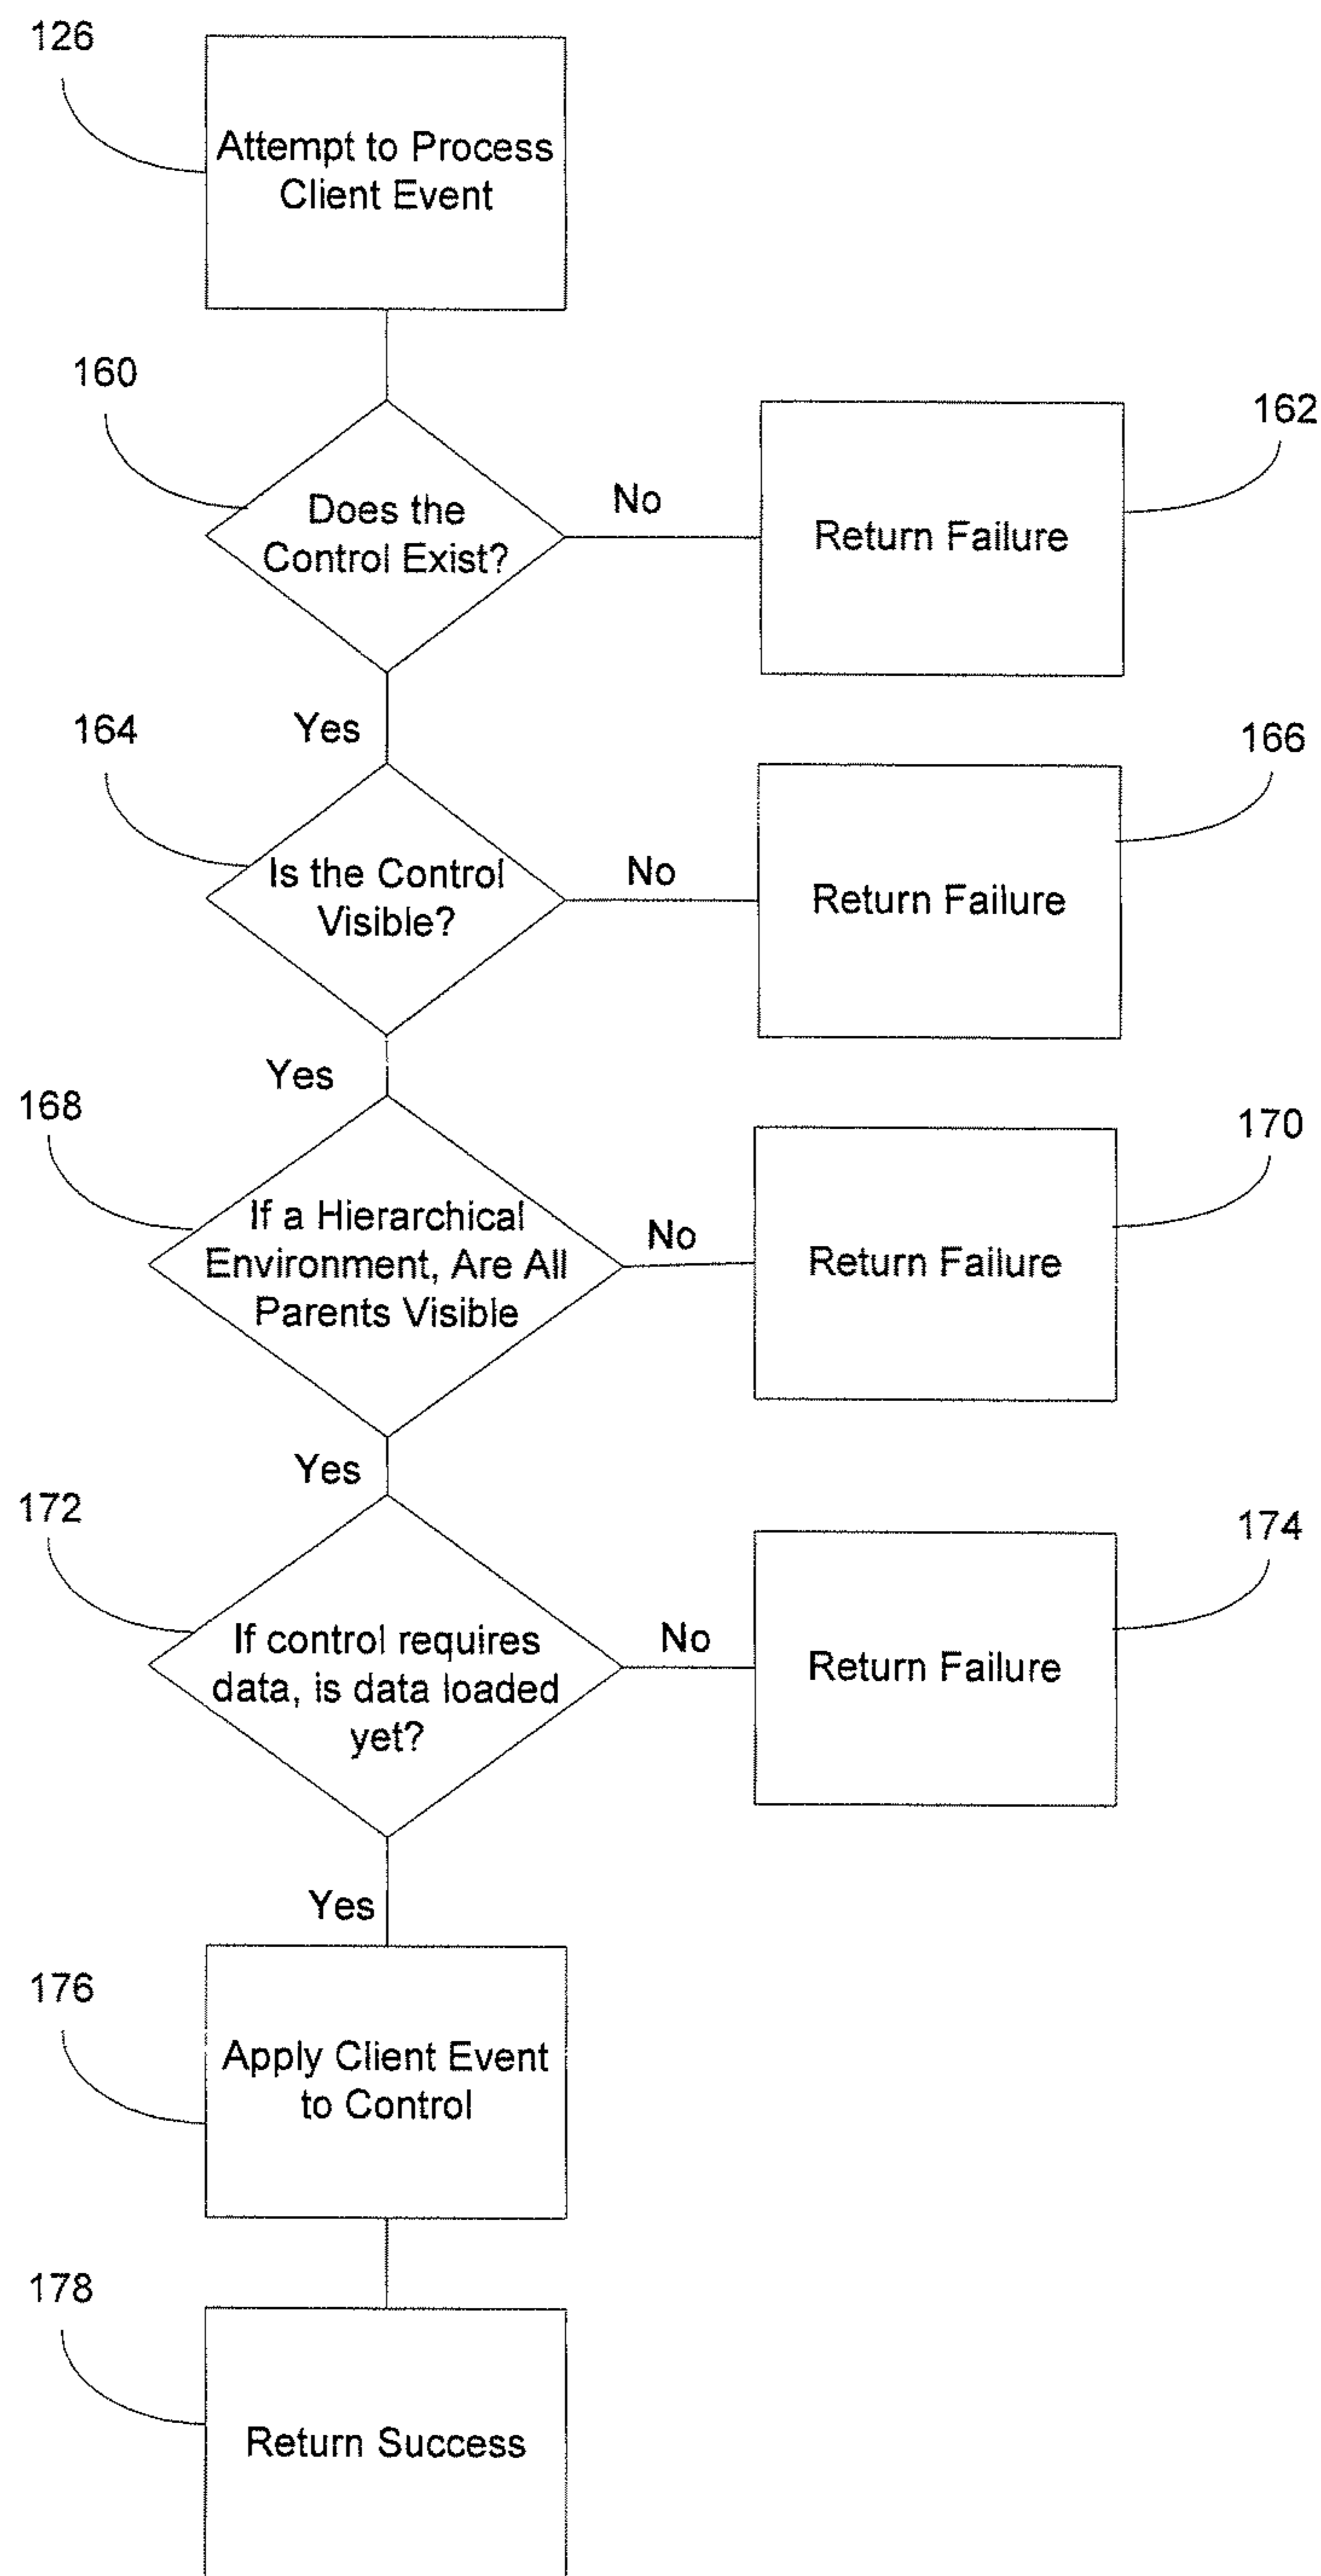 126
Attempt to Process
Client Event
160
Does the
Control Exist?
No
162
Return Failure
Yes
164
Is the Control
Visible?
No
166
Return Failure
Yes
168
If a Hierarchical
Environment, Are All
Parents Visible
No
170
Return Failure
Yes
172
If control requires
data, is data loaded
yet?
No
174
Return Failure
Yes
176
Apply Client Event
to Control
178
Return Success